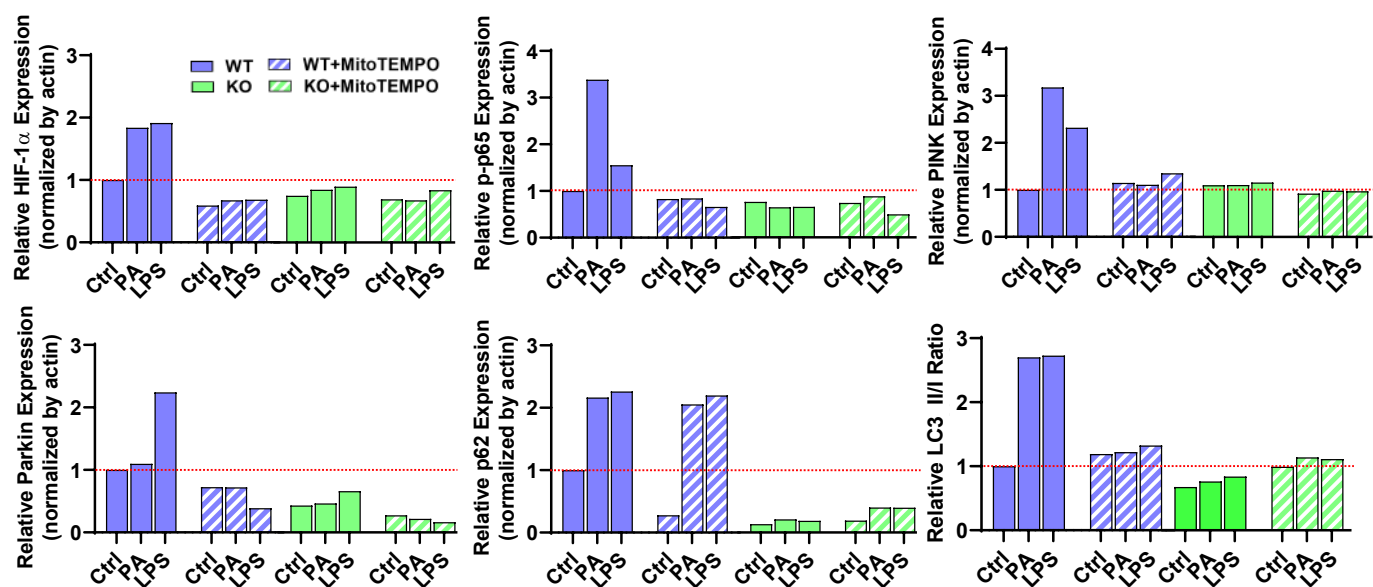 Relative HIF-1α Expression
(normalized by actin)
3
2
1
0
WT
WT+MitoTEMPO
KO
KO+MitoTEMPO
Ctrl PA LPS Ctrl PA LPS Ctrl PA LPS Ctrl PA LPS
Relative p-p65 Expression
(normalized by actin)
4
3
2
1
0
Ctrl PA LPS Ctrl PA LPS Ctrl PA LPS Ctrl PA LPS
Relative PINK Expression
(normalized by actin)
4
3
2
1
0
Ctrl PA LPS Ctrl PA LPS Ctrl PA LPS Ctrl PA LPS
Relative Parkin Expression
(normalized by actin)
3
2
1
0
Ctrl PA LPS Ctrl PA LPS Ctrl PA LPS Ctrl PA LPS
Relative p62 Expression
(normalized by actin)
3
2
1
0
Ctrl PA LPS Ctrl PA LPS Ctrl PA LPS Ctrl PA LPS
Relative LC3 II/I Ratio
3
2
1
0
Ctrl PA LPS Ctrl PA LPS Ctrl PA LPS Ctrl PA LPS